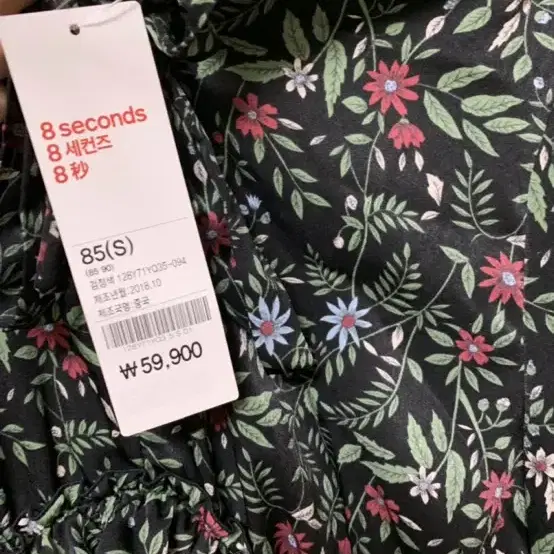 8 seconds
8 세컨즈
8 秒
85(S)
(85 90)
검정색 128Y71YQ35-094
제조년월:2018.10
제조국명:중국
₩59,900